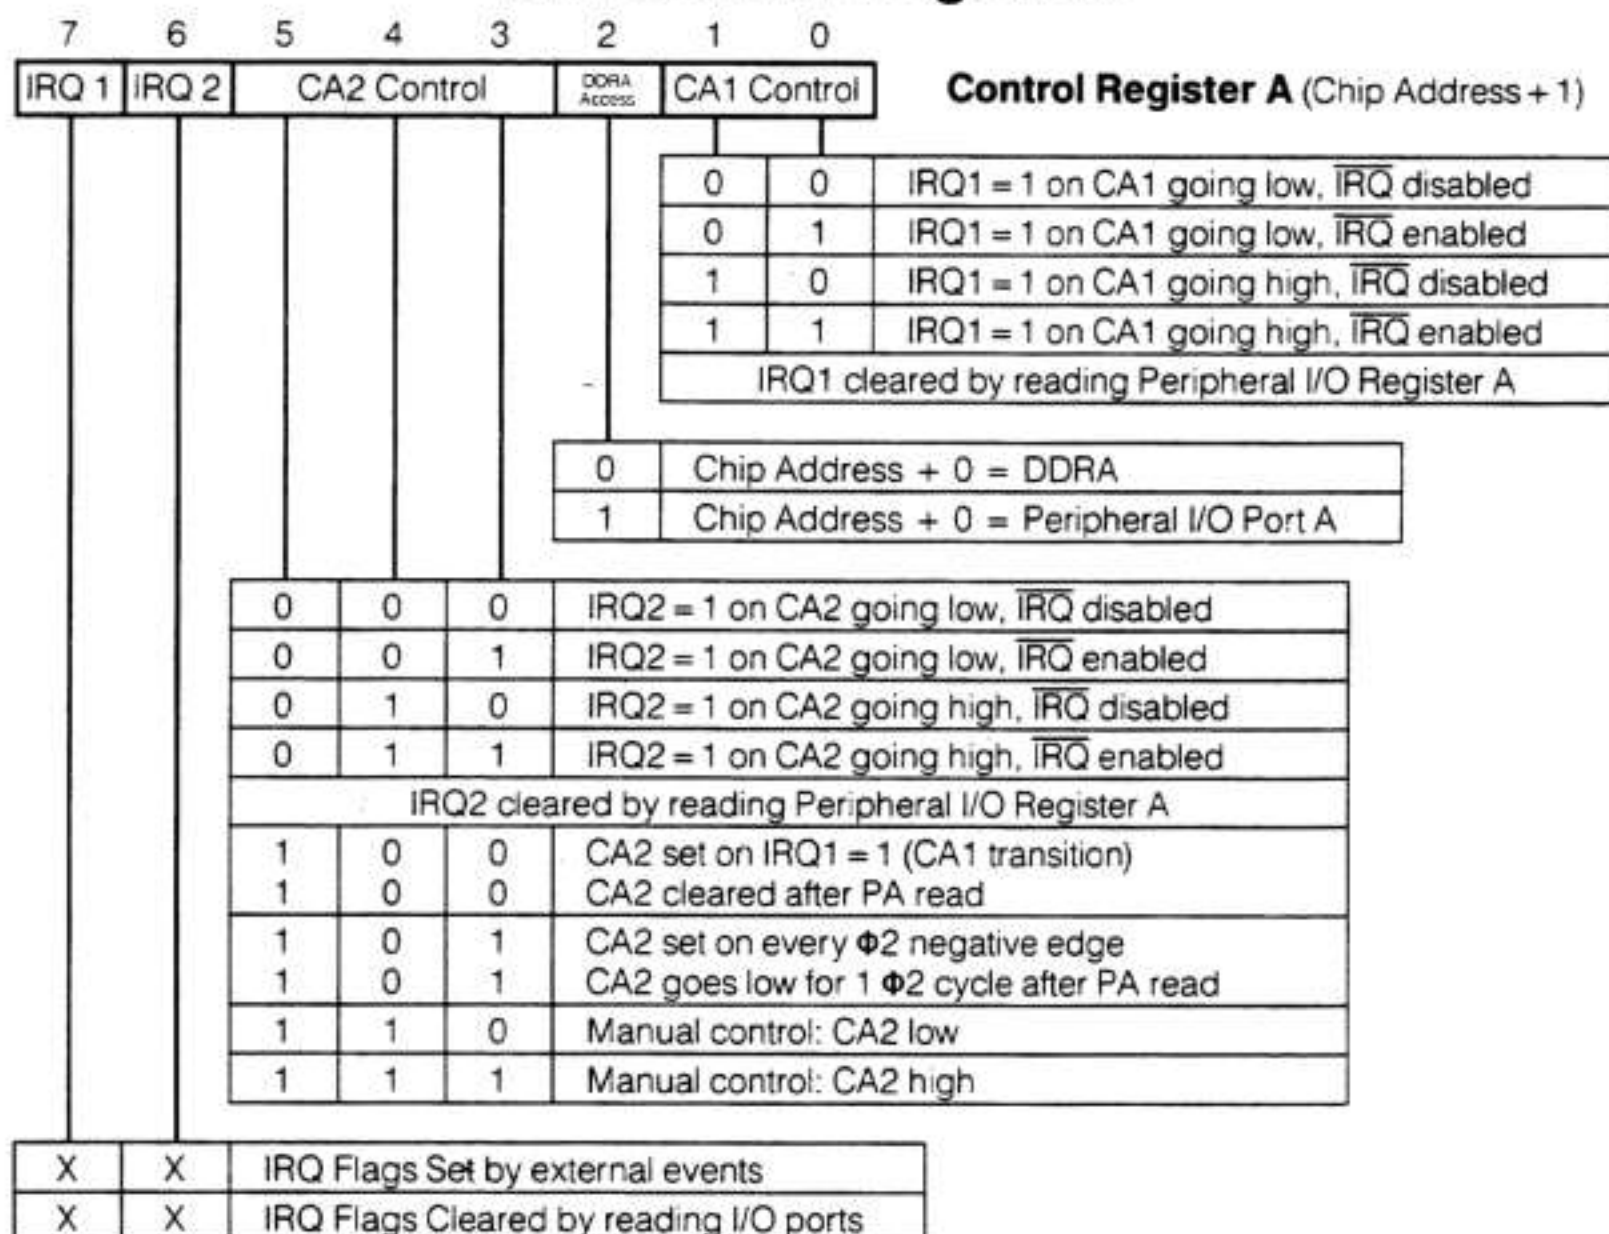 7 6 5 4 3 2 1 0
IRQ 1 IRQ 2 CA2 Control DDRA Access CA1 Control
Control Register A (Chip Address + 1)
0 0 IRQ1 = 1 on CA1 going low, I̅R̅Q̅ disabled
0 1 IRQ1 = 1 on CA1 going low, I̅R̅Q̅ enabled
1 0 IRQ1 = 1 on CA1 going high, I̅R̅Q̅ disabled
1 1 IRQ1 = 1 on CA1 going high, I̅R̅Q̅ enabled
IRQ1 cleared by reading Peripheral I/O Register A
0 Chip Address + 0 = DDRA
1 Chip Address + 0 = Peripheral I/O Port A
0 0 0 IRQ2 = 1 on CA2 going low, I̅R̅Q̅ disabled
0 0 1 IRQ2 = 1 on CA2 going low, I̅R̅Q̅ enabled
0 1 0 IRQ2 = 1 on CA2 going high, I̅R̅Q̅ disabled
0 1 1 IRQ2 = 1 on CA2 going high, I̅R̅Q̅ enabled
IRQ2 cleared by reading Peripheral I/O Register A
1 0 0 CA2 set on IRQ1 = 1 (CA1 transition)
1 0 0 CA2 cleared after PA read
1 0 1 CA2 set on every Φ2 negative edge
1 0 1 CA2 goes low for 1 Φ2 cycle after PA read
1 1 0 Manual control: CA2 low
1 1 1 Manual control: CA2 high
X X IRQ Flags Set by external events
X X IRQ Flags Cleared by reading I/O ports